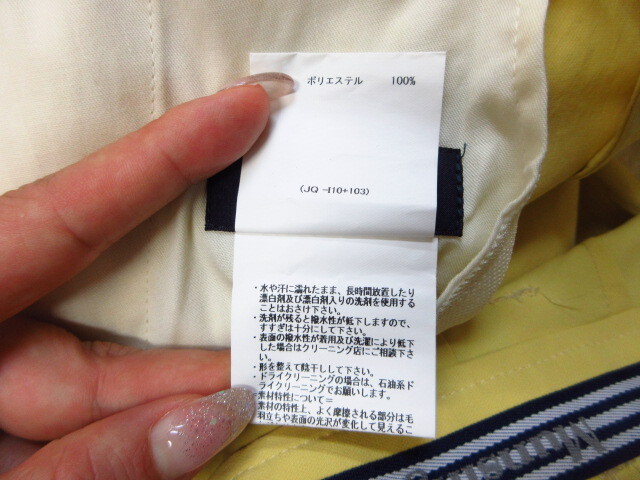 ポリエステル 100%
(JQ-I10+103)
・水や汗に濡れたまま、長時間放置したり
漂白剤及び漂白剤入りの洗剤を使用する
ことはおさけ下さい。
・洗剤が残ると撥水性が低下しますので、
すすぎは十分にして下さい。
・表面の撥水性が着用及び洗濯により低下
した場合はクリーニング店にご相談下
さい。
・形を整えて陰干しして下さい。
・ドライクリーニングの場合は、石油系ド
ライクリーニングでお願いします。
素材特性について=
素材の特性上、よく摩擦される部分は毛
羽立ちや表面の光沢が変化して見えるこ
Munsing